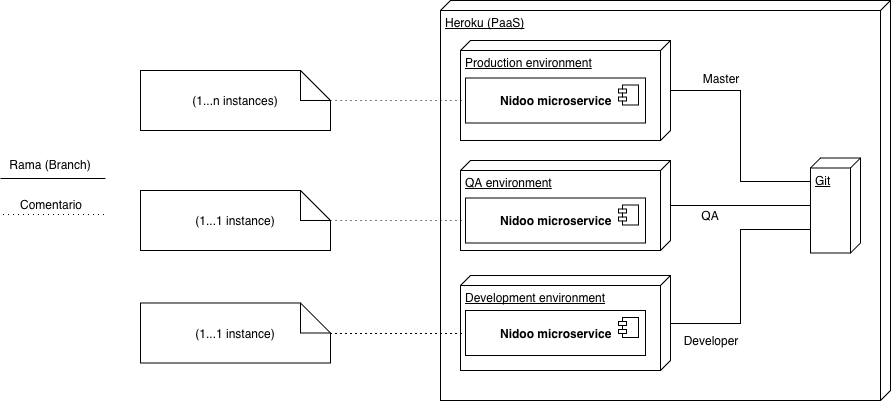 Heroku (PaaS)
Production environment
Nidoo microservice
(1...n instances)
Master
Rama (Branch)
Comentario
QA environment
Nidoo microservice
(1...1 instance)
QA
Git
Development environment
Nidoo microservice
(1...1 instance)
Developer